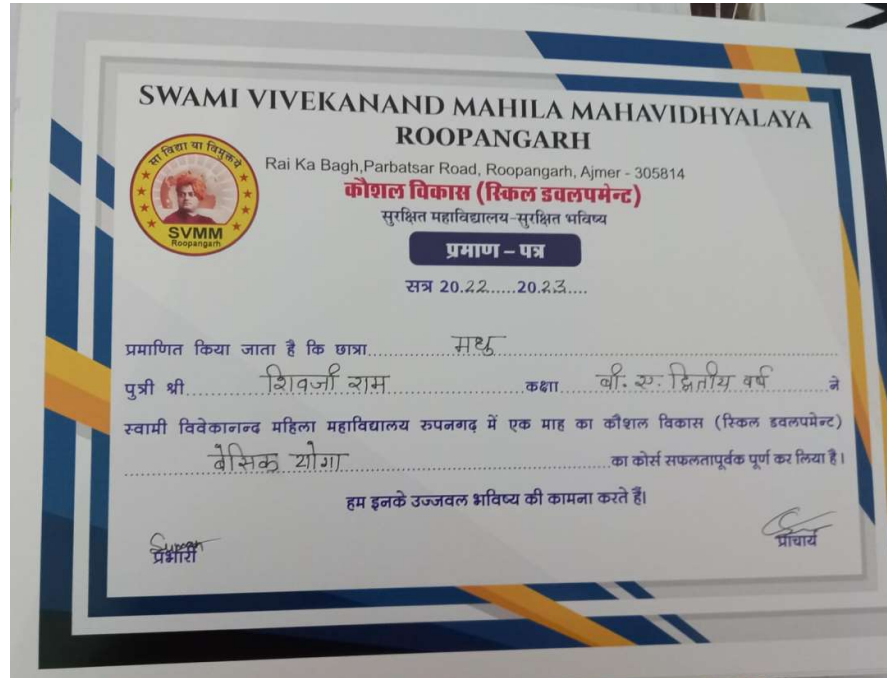 SWAMI VIVEKANAND MAHILA MAHAVIDHYALAYA
ROOPANGARH
Rai Ka Bagh,Parbatsar Road, Roopangarh, Ajmer - 305814
सा विद्या या विमुक्तये
SVMM
Roopangarh
कौशल विकास (स्किल डवलपमेन्ट)
सुरक्षित महाविद्यालय-सुरक्षित भविष्य
प्रमाण – पत्र
सत्र 20.22......20.23....
प्रमाणित किया जाता है कि छात्रा मधु
पुत्री श्री शिवजी राम कक्षा बी. ए. द्वितीय वर्ष ने
स्वामी विवेकानन्द महिला महाविद्यालय रुपनगढ़ में एक माह का कौशल विकास (स्किल डवलपमेन्ट)
बेसिक योगा का कोर्स सफलतापूर्वक पूर्ण कर लिया है।
हम इनके उज्जवल भविष्य की कामना करते हैं।
Suman
प्रभारी
प्राचार्य